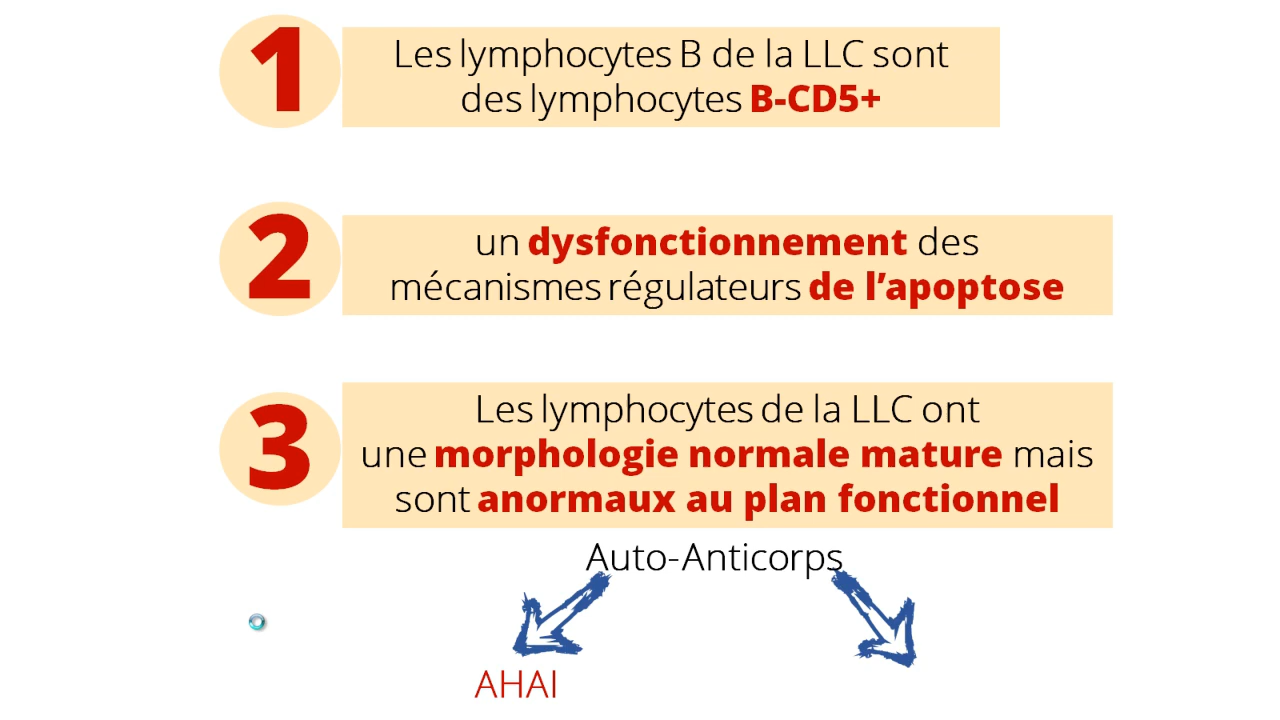 1
Les lymphocytes B de la LLC sont
des lymphocytes B-CD5+
2
un dysfonctionnement des
mécanismes régulateurs de l’apoptose
3
Les lymphocytes de la LLC ont
une morphologie normale mature mais
sont anormaux au plan fonctionnel
Auto-Anticorps
AHAI